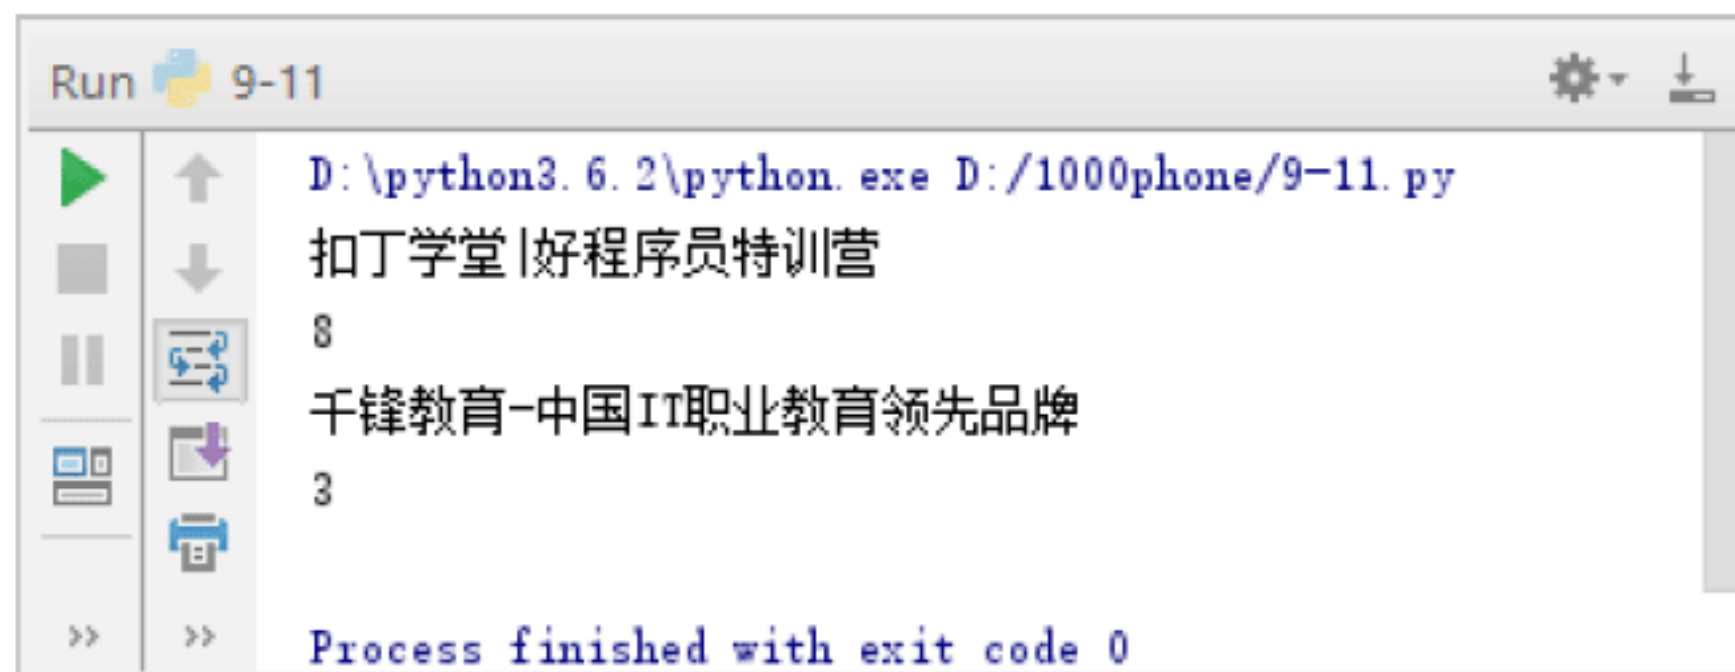 Run 9-11
D:\python3.6.2\python.exe D:/1000phone/9-11.py
扣丁学堂|好程序员特训营
8
千锋教育-中国IT职业教育领先品牌
3
Process finished with exit code 0